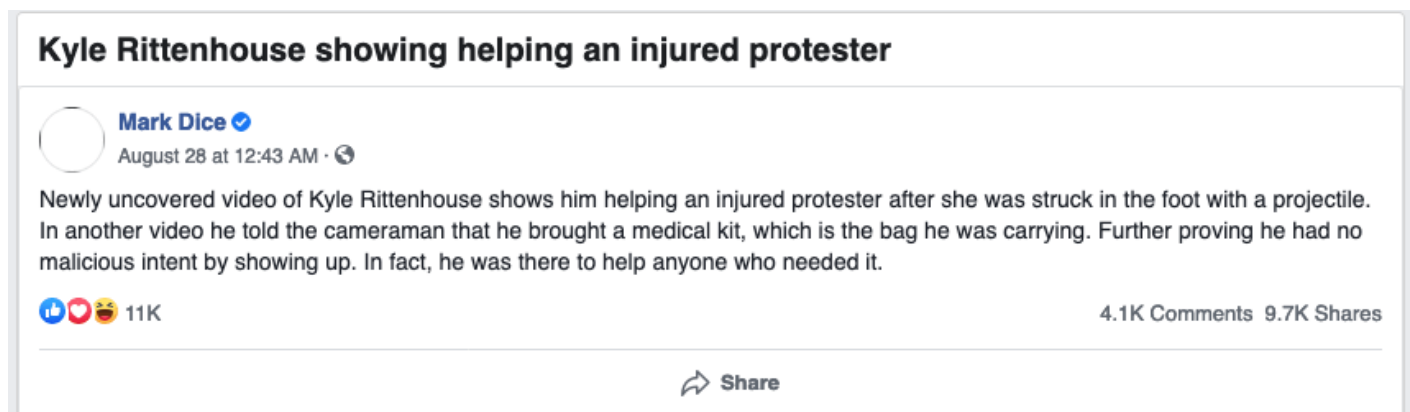 Kyle Rittenhouse showing helping an injured protester
Mark Dice
August 28 at 12:43 AM ·
Newly uncovered video of Kyle Rittenhouse shows him helping an injured protester after she was struck in the foot with a projectile.
In another video he told the cameraman that he brought a medical kit, which is the bag he was carrying. Further proving he had no
malicious intent by showing up. In fact, he was there to help anyone who needed it.
11K 4.1K Comments 9.7K Shares
Share